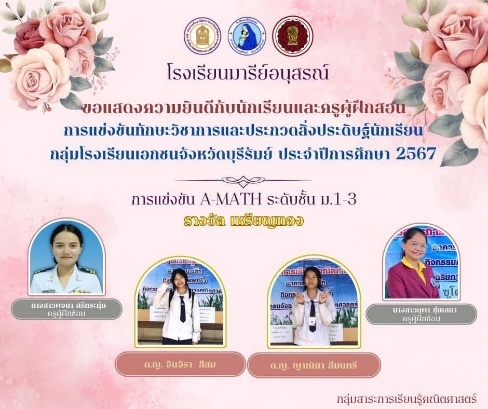 โรงเรียนมารีย์อนุสรณ์
ขอแสดงความยินดีกับนักเรียนและครูผู้ฝึกสอน
การแข่งขันทักษะวิชาการและประกวดสิ่งประดิษฐ์นักเรียน
กลุ่มโรงเรียนเอกชนจังหวัดบุรีรัมย์ ประจำปีการศึกษา 2567
การแข่งขัน A-MATH ระดับชั้น ม.1-3
รางวัล เหรียญทอง
นางสาว
ครูผู้ฝึกซ้อม
นางสาว
ครูผู้ฝึกซ้อม
ด.ญ. จินจิรา สีสม
ด.ญ. ญาณิศา สีมนตรี
กลุ่มสาระการเรียนรู้คณิตศาสตร์